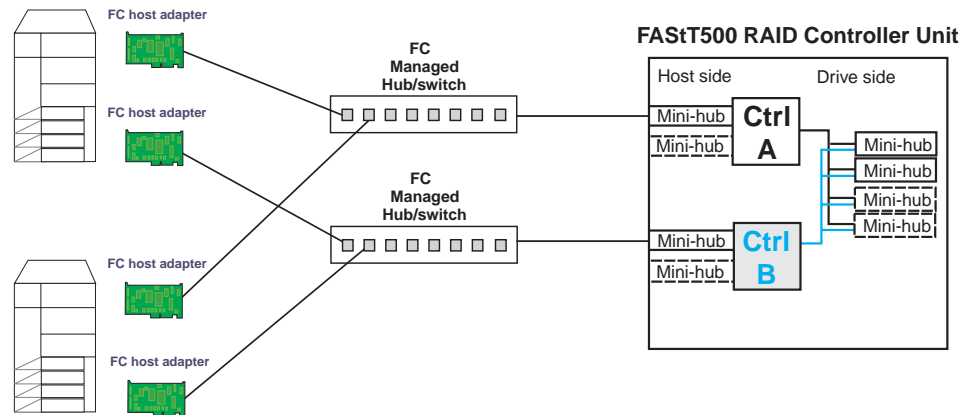 FC host adapter
FC host adapter
FC host adapter
FC host adapter
FC
Managed
Hub/switch
FC
Managed
Hub/switch
FAStT500 RAID Controller Unit
Host side
Drive side
Mini-hub
Mini-hub
Ctrl
A
Mini-hub
Mini-hub
Mini-hub
Mini-hub
Mini-hub
Mini-hub
Ctrl
B